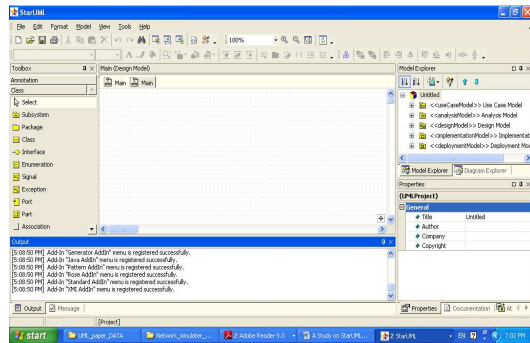 StarUML
File Edit Format Model View Tools Help
100%
Toolbox
Annotation
Class
Select
Subsystem
Package
Class
Interface
Enumeration
Signal
Exception
Port
Part
Association
Main (Design Model)
Main Main
Model Explorer
Untitled
<<useCaseModel>> Use Case Model
<<analysisModel>> Analysis Model
<<designModel>> Design Model
<<implementationModel>> Implementat
<<deploymentModel>> Deployment Mo
Model Explorer Diagram Explorer
Properties
(UMLProject)
General
Title Untitled
Author
Company
Copyright
Output
[5:08:50 PM] Add-In "Generator AddIn" menu is registered successfully.
[5:08:50 PM] Add-In "Java AddIn" menu is registered successfully.
[5:08:50 PM] Add-In "Pattern AddIn" menu is registered successfully.
[5:08:50 PM] Add-In "Rose AddIn" menu is registered successfully.
[5:08:50 PM] Add-In "Standard AddIn" menu is registered successfully.
[5:08:50 PM] Add-In "XMI AddIn" menu is registered successfully.
Output Message
Properties Documentation At
[Project]
start UML_paper_DATA Network_simulater_... 2 Adobe Reader 9.0 A Study on StarUML... 2 StarUML EN 7:02 PM